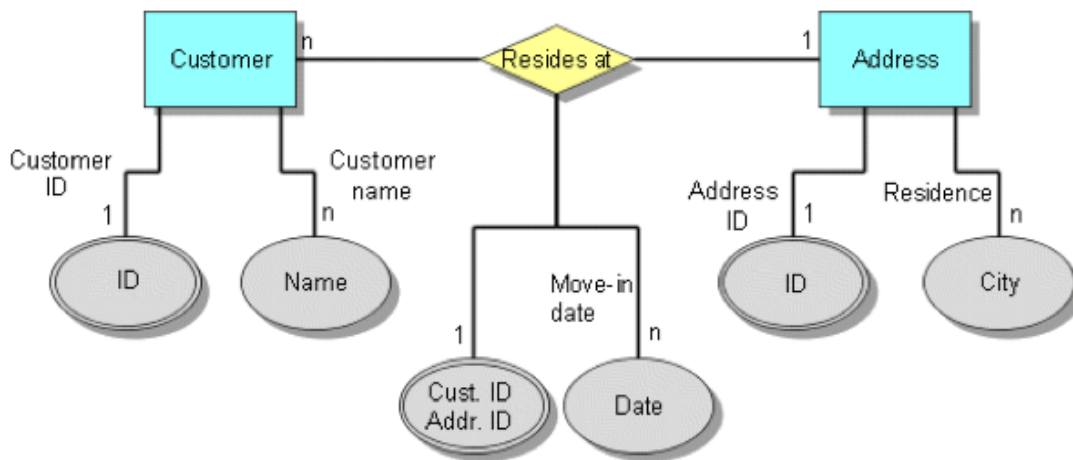 Customer
n
Resides at
1
Address
Customer
ID
1
Customer
name
n
Address
ID
1
Residence
n
ID
Name
Move-in
date
1
n
ID
City
Cust. ID
Addr. ID
Date